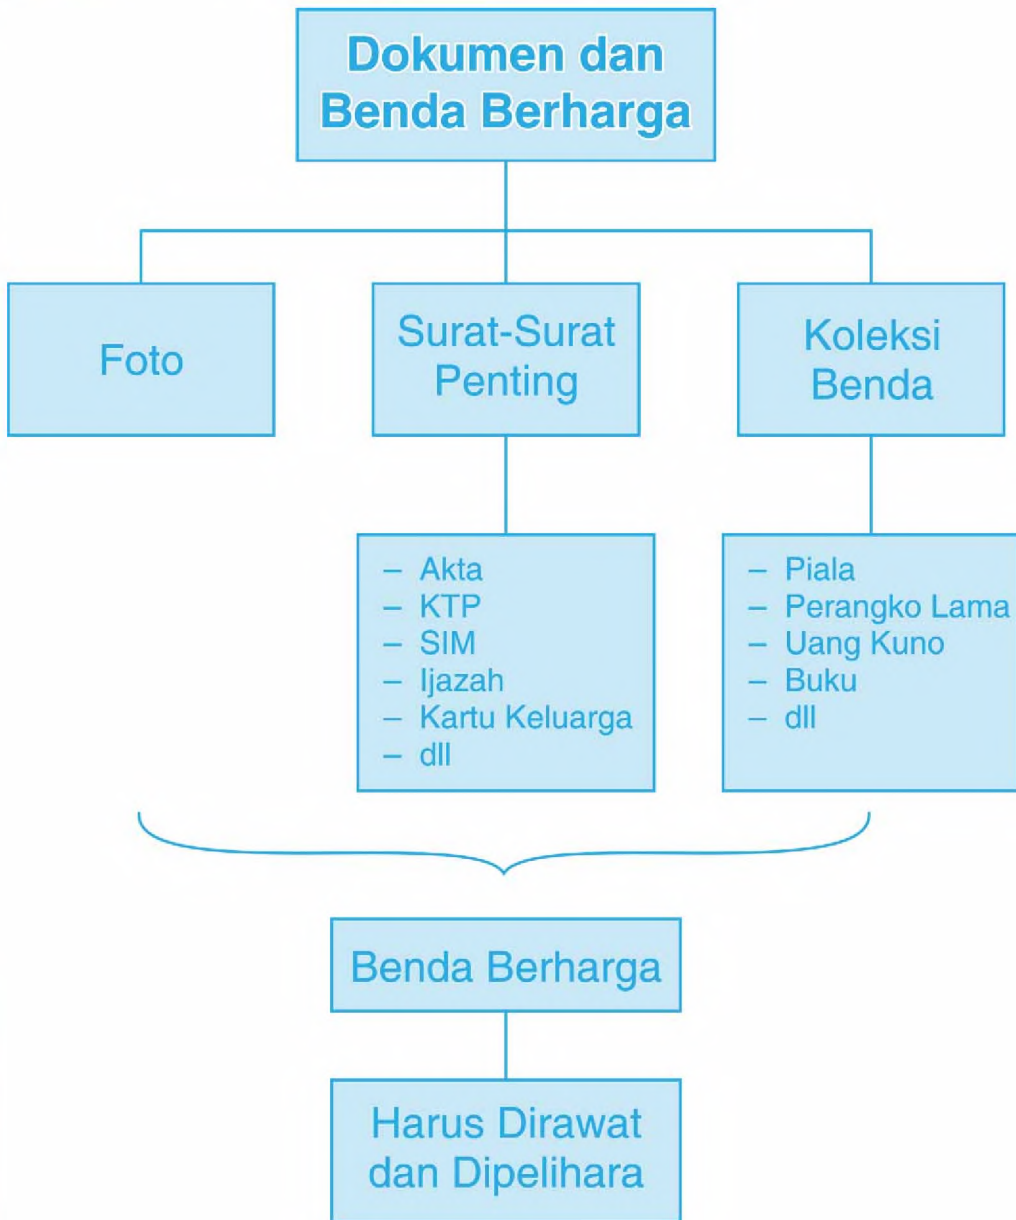 Dokumen dan
Benda Berharga
Foto
Surat-Surat
Penting
Koleksi
Benda
– Akta
– KTP
– SIM
– Ijazah
– Kartu Keluarga
– dll
– Piala
– Perangko Lama
– Uang Kuno
– Buku
– dll
Benda Berharga
Harus Dirawat
dan Dipelihara